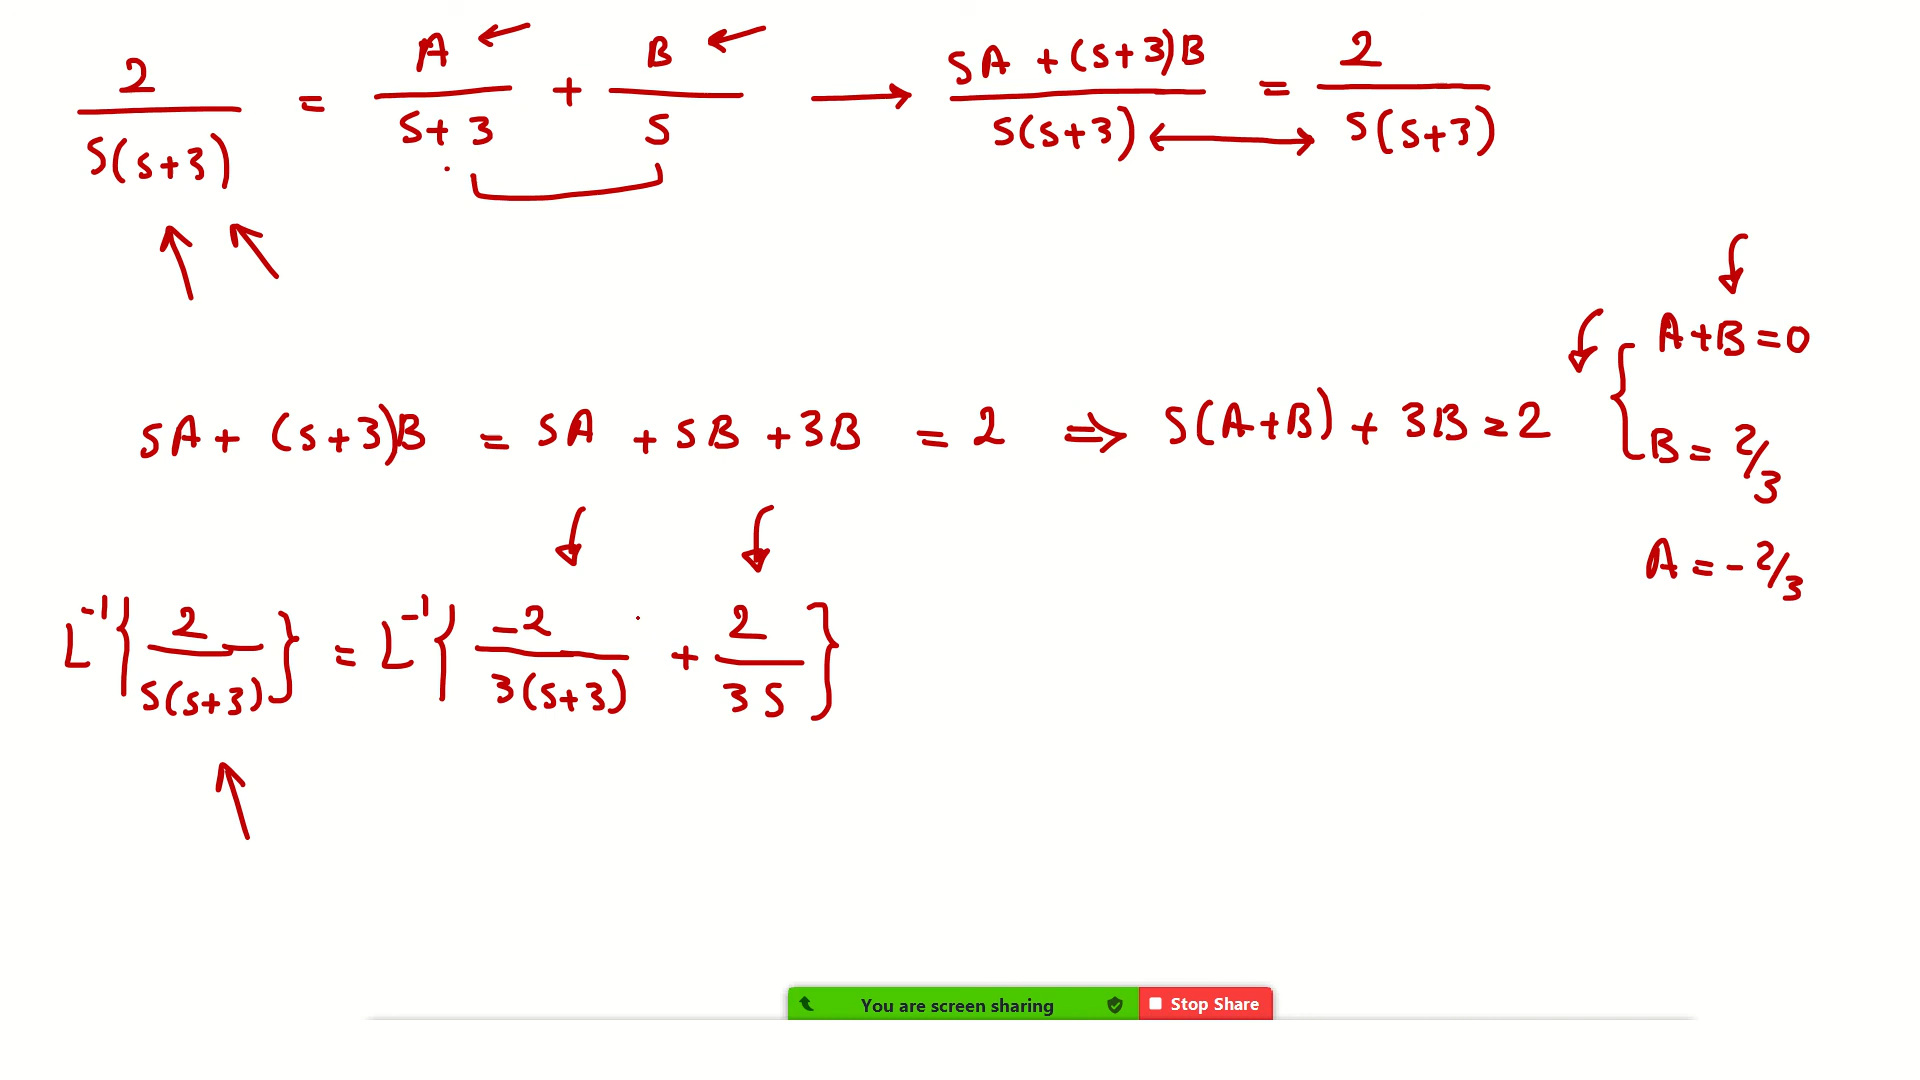 2/(s(s+3)) = A/(s+3) + B/s → (sA + (s+3)B)/(s(s+3)) = 2/(s(s+3))
A+B=0
sA + (s+3)B = sA + sB + 3B = 2 ⇒ s(A+B) + 3B = 2
B = 2/3
A = -2/3
L⁻¹{2/(s(s+3))} = L⁻¹{-2/(3(s+3)) + 2/(3s)}
You are screen sharing
Stop Share